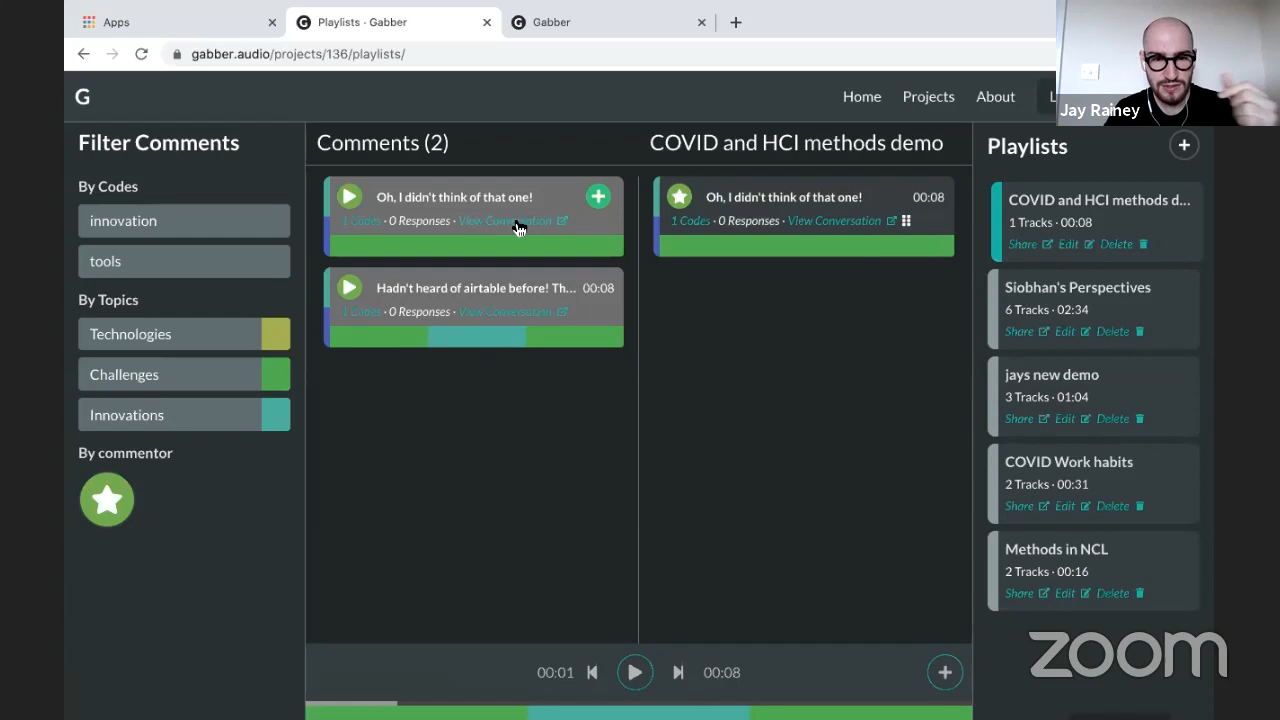 Apps
Playlists · Gabber
Gabber
gabber.audio/projects/136/playlists/
G
Home
Projects
About
Jay Rainey
Filter Comments
By Codes
innovation
tools
By Topics
Technologies
Challenges
Innovations
By commentor
Comments (2)
Oh, I didn't think of that one!
1 Codes · 0 Responses · View Conversation
Hadn't heard of airtable before! Th... 00:08
1 Codes · 0 Responses · View Conversation
COVID and HCI methods demo
Oh, I didn't think of that one! 00:08
1 Codes · 0 Responses · View Conversation
Playlists
COVID and HCI methods d...
1 Tracks · 00:08
Share Edit Delete
Siobhan's Perspectives
6 Tracks · 02:34
Share Edit Delete
jays new demo
3 Tracks · 01:04
Share Edit Delete
COVID Work habits
2 Tracks · 00:31
Share Edit Delete
Methods in NCL
2 Tracks · 00:16
Share Edit Delete
00:01
00:08
zoom